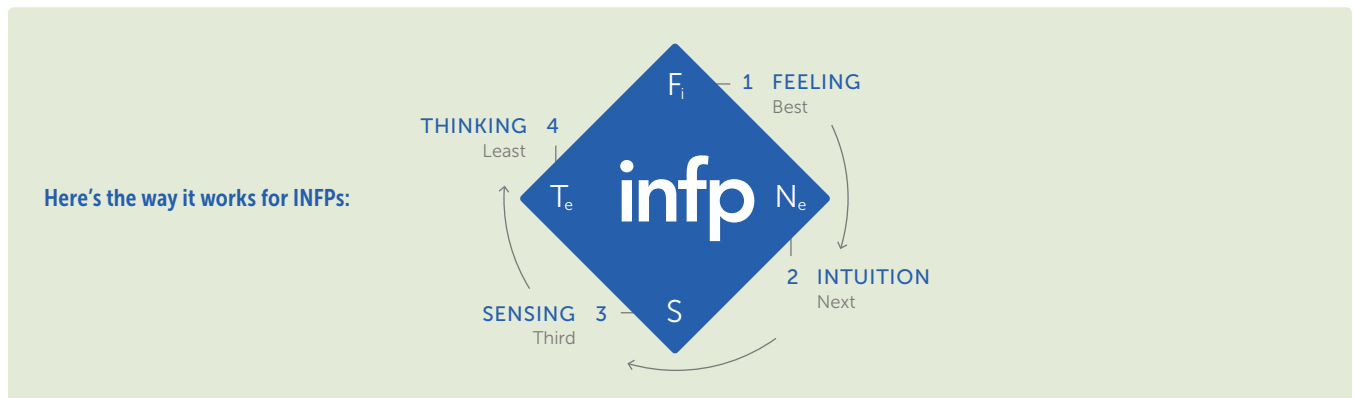 Here's the way it works for INFPs:
Fi
1 FEELING
Best
THINKING 4
Least
Te
infp
Ne
2 INTUITION
Next
SENSING 3
Third
S